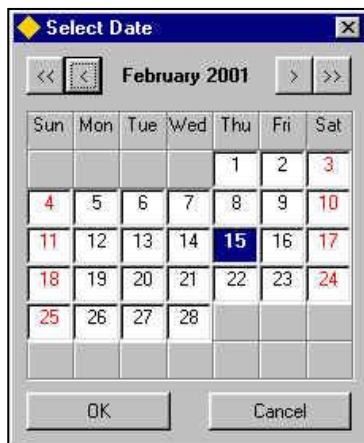 Select Date
<< < February 2001 > >>
Sun Mon Tue Wed Thu Fri Sat
1 2 3
4 5 6 7 8 9 10
11 12 13 14 15 16 17
18 19 20 21 22 23 24
25 26 27 28
OK Cancel